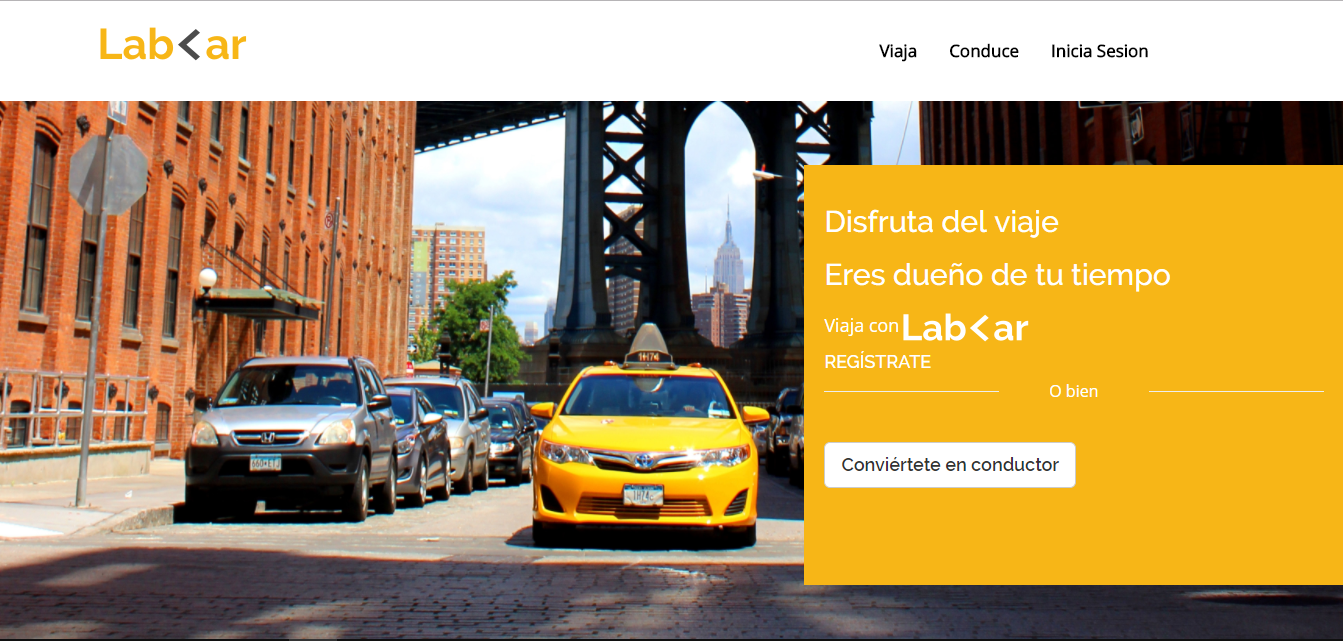 Lab<ar
Viaja Conduce Inicia Sesion
Disfruta del viaje
Eres dueño de tu tiempo
Viaja con Lab<ar
REGÍSTRATE
O bien
Conviértete en conductor
1H74